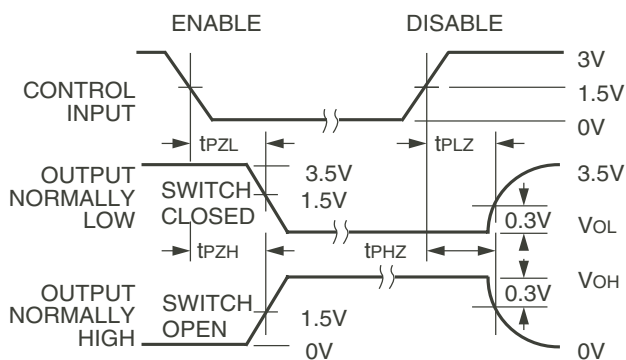 ENABLE DISABLE
CONTROL
INPUT
3V
1.5V
0V
tPZL tPLZ
OUTPUT
NORMALLY
LOW
SWITCH
CLOSED
3.5V
1.5V
3.5V
0.3V
VOL
tPZH tPHZ
OUTPUT
NORMALLY
HIGH
SWITCH
OPEN
1.5V
0V
VOH
0.3V
0V